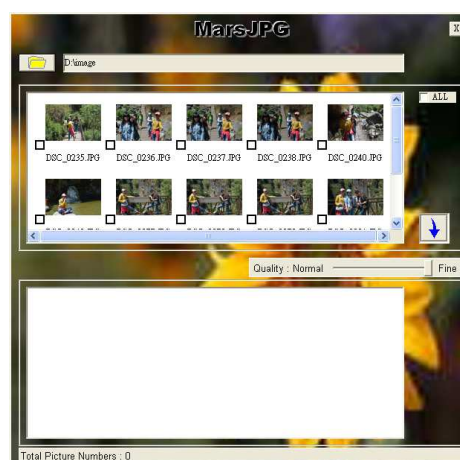 MarsJPG
X
D:\image
ALL
DSC_0235.JPG DSC_0236.JPG DSC_0237.JPG DSC_0238.JPG DSC_0240.JPG
Quality : Normal Fine
Total Picture Numbers : 0